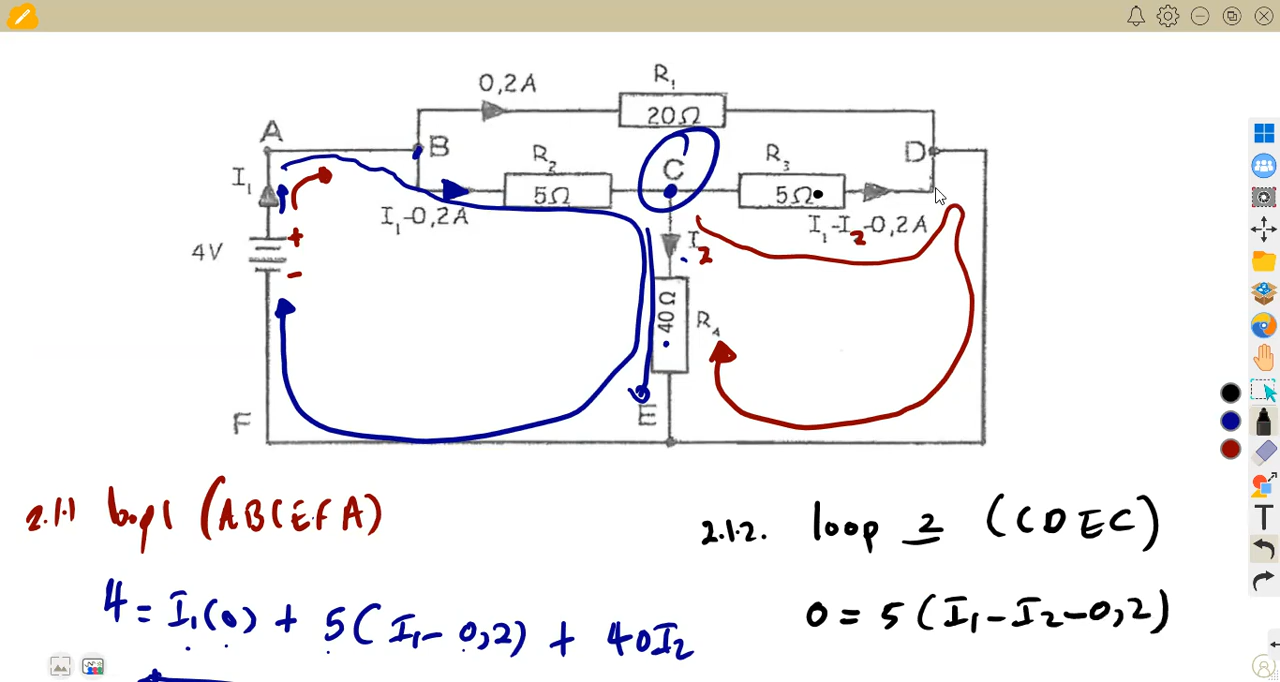 0,2A
R1
20Ω
A
B
R2
5Ω
C
R3
5Ω
D
I1
I1-0,2A
I1-I2-0,2A
I2
4V
+
-
40Ω
R4
F
E
2.1.1 loop1 (ABCEFA)
2.1.2. loop 2 (CDEC)
4 = I1(0) + 5(I1-0,2) + 40I2
0 = 5(I1-I2-0,2)
T